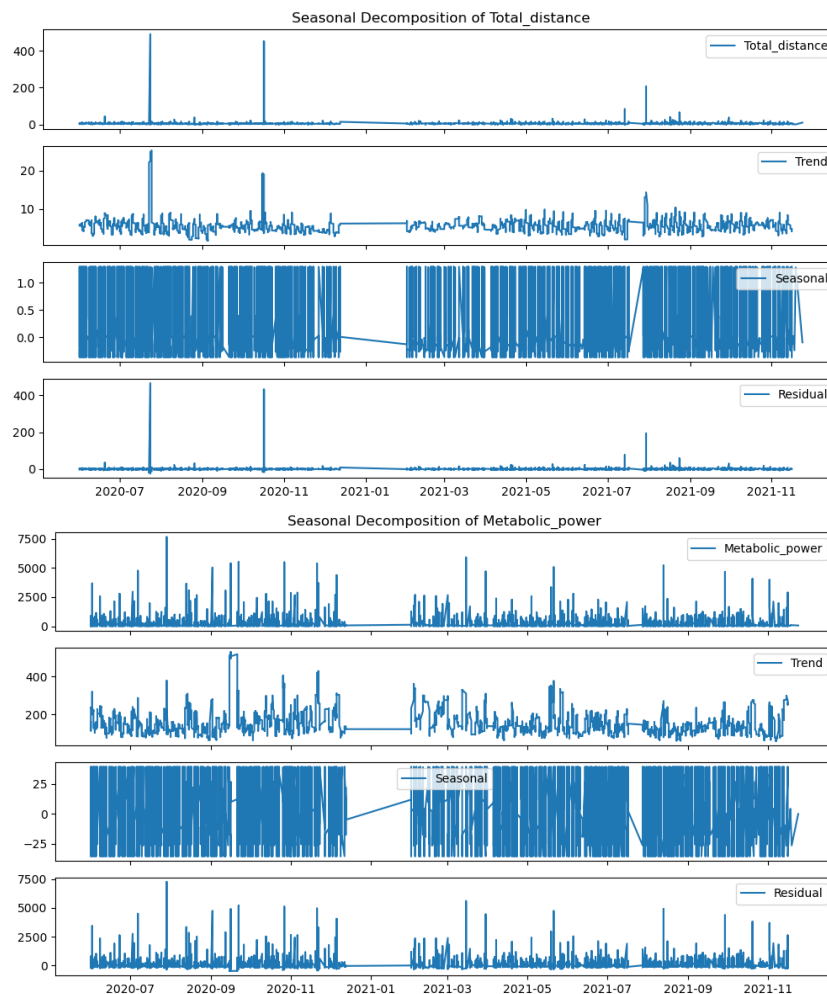 Seasonal Decomposition of Total_distance
400
200
0
Total_distance
20
10
Trend
1.0
0.5
0.0
Seasonal
400
200
0
Residual
2020-07 2020-09 2020-11 2021-01 2021-03 2021-05 2021-07 2021-09 2021-11
Seasonal Decomposition of Metabolic_power
7500
5000
2500
0
Metabolic_power
400
200
Trend
25
0
−25
Seasonal
7500
5000
2500
0
Residual
2020-07 2020-09 2020-11 2021-01 2021-03 2021-05 2021-07 2021-09 2021-11